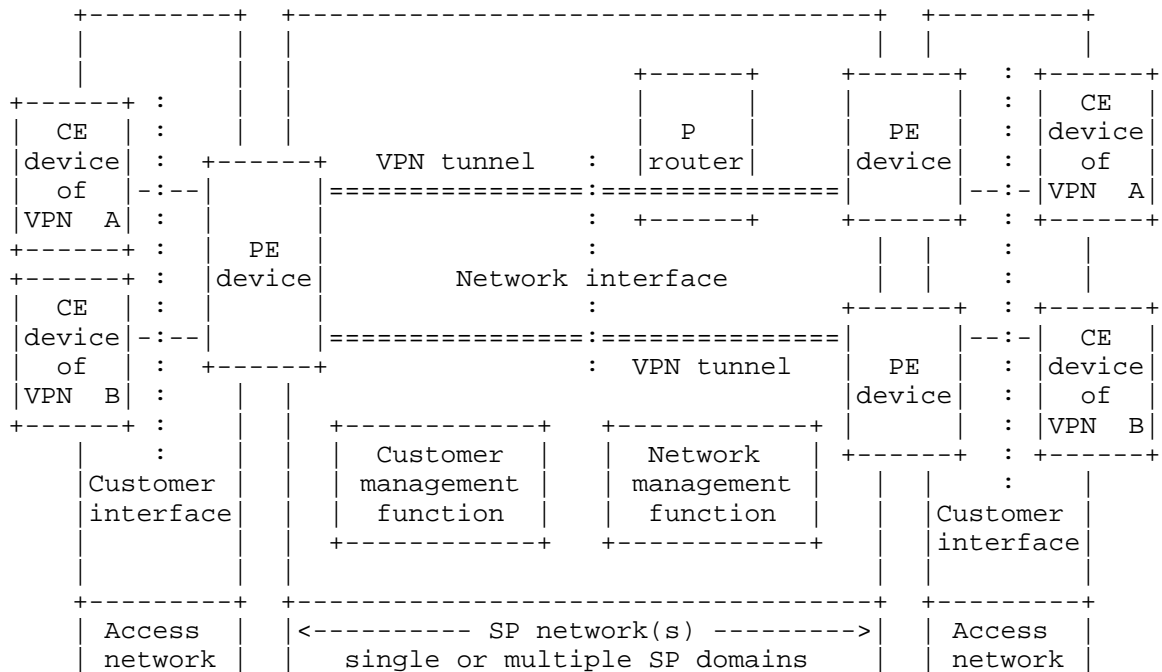 +---------+  +------------------------------------+  +---------+
|         |  |                                    |  |         |
|         |  |                     +------+     +------+  : +------+
+------+ :    |  |                     |      |     |      |  : |  CE  |
|  CE  | :    |  |                     |  P   |     |  PE  |  : |device|
|device| :  +------+   VPN tunnel   :  |router|     |device|  : |  of  |
|  of  |-:--|      |================:===============|      |--:-|VPN  A|
|VPN  A| :  |      |                :  +------+     +------+  : +------+
+------+ :  |  PE  |                :                 |  |    :    |
+------+ :  |device|        Network interface         |  |    :    |
|  CE  | :  |      |                :               +------+  : +------+
|device|-:--|      |================:===============|      |--:-|  CE  |
|  of  | :  +------+                :  VPN tunnel   |  PE  |  : |device|
|VPN  B| :    |  |                                  |device|  : |  of  |
+------+ :    |  |  +------------+   +------------+ |      |  : |VPN  B|
|     :    |  |  |  Customer  |   |  Network   | +------+  : +------+
|Customer  |  |  | management |   | management |   |  |    :    |
|interface|  |  |  function  |   |  function  |   |  |Customer |
|         |  |  +------------+   +------------+   |  |interface|
|         |  |                                    |  |         |
+---------+  +------------------------------------+  +---------+
| Access  |  |<---------- SP network(s) --------->|  | Access  |
| network |  |   single or multiple SP domains    |  | network |